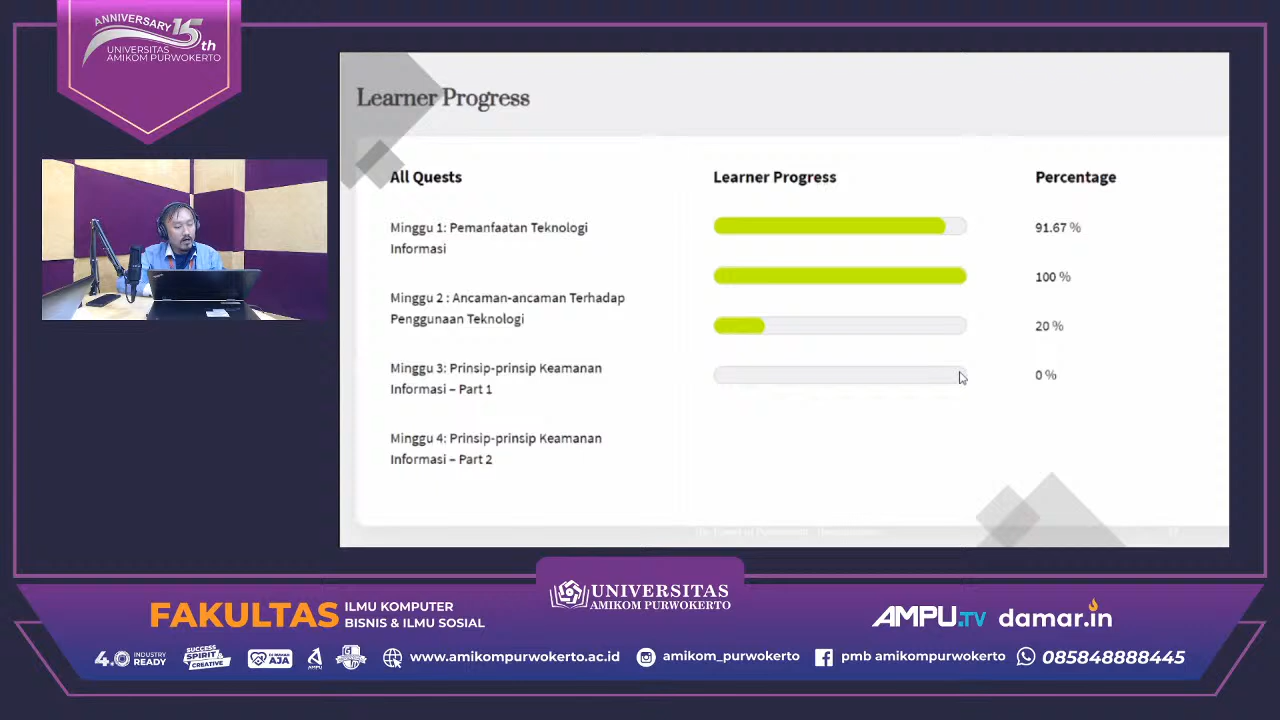 ANNIVERSARY 15th
UNIVERSITAS
AMIKOM PURWOKERTO
Learner Progress
All Quests
Learner Progress
Percentage
Minggu 1: Pemanfaatan Teknologi
Informasi
91.67 %
Minggu 2 : Ancaman-ancaman Terhadap
Penggunaan Teknologi
100 %
Minggu 3: Prinsip-prinsip Keamanan
Informasi – Part 1
20 %
Minggu 4: Prinsip-prinsip Keamanan
Informasi – Part 2
0 %
UNIVERSITAS
AMIKOM PURWOKERTO
FAKULTAS
ILMU KOMPUTER
BISNIS & ILMU SOSIAL
AMPU.TV damar.in
4.0 INDUSTRY
READY
SUCCESS
SPIRIT
CREATIVE
DI MANAH
AJA
AMPU
www.amikompurwokerto.ac.id
amikom_purwokerto
pmb amikompurwokerto
085848888445